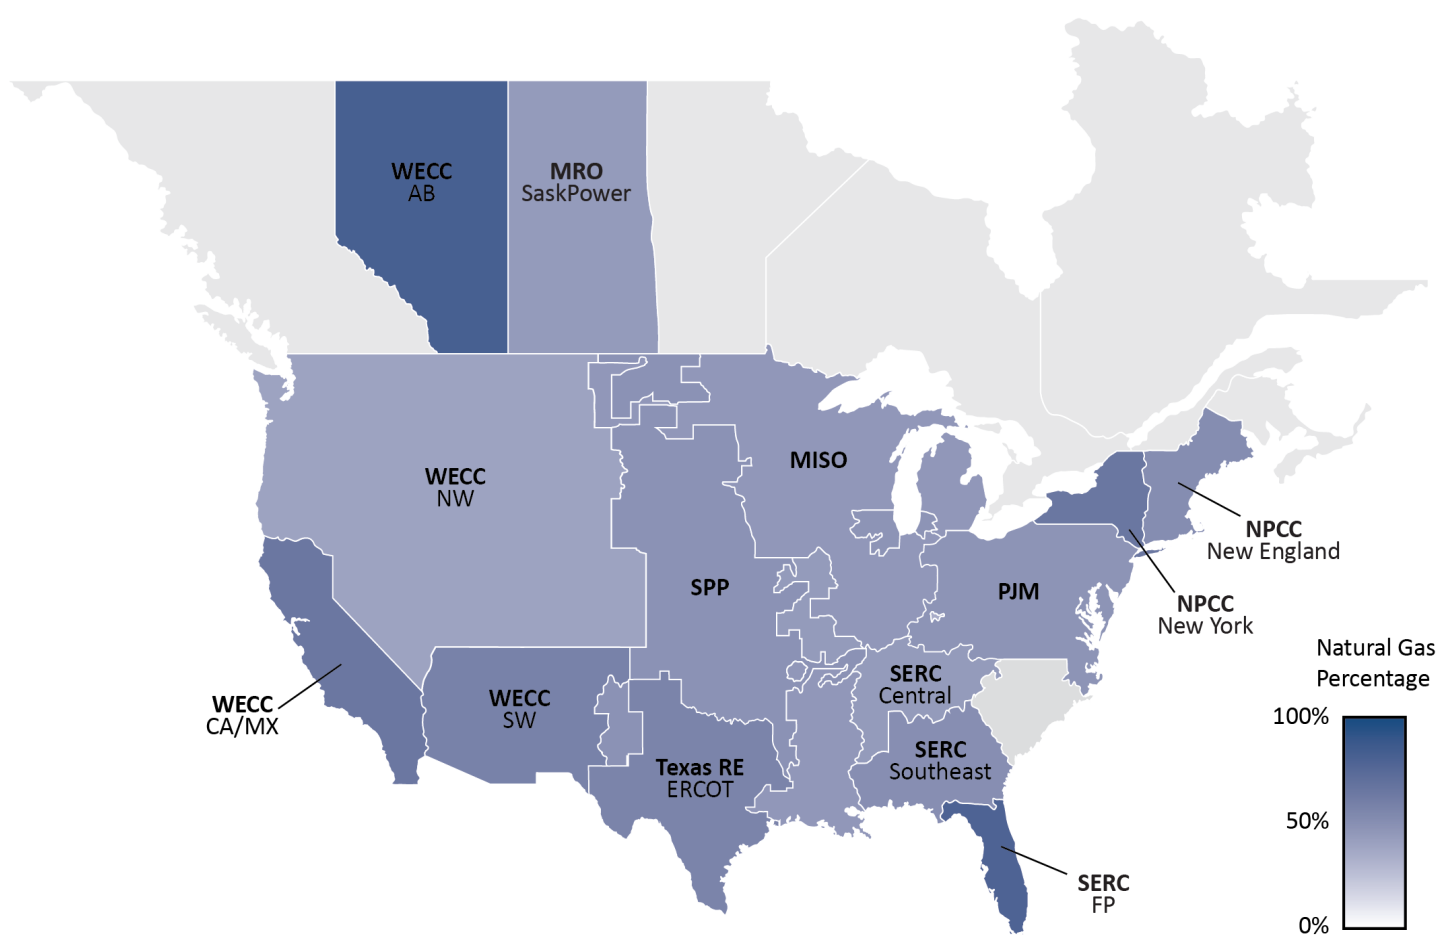 WECC
AB
MRO
SaskPower
WECC
NW
MISO
NPCC
New England
SPP
PJM
NPCC
New York
WECC
CA/MX
WECC
SW
SERC
Central
SERC
Southeast
Texas RE
ERCOT
SERC
FP
Natural Gas
Percentage
100%
50%
0%